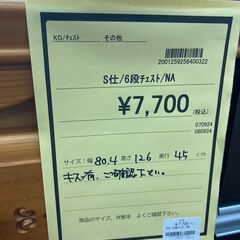 KG/チェスト その他
2001259256400322
S仕/6段チェスト/NA
¥7,700
(税込)
070924
080924
サイズ:幅 80.4 高さ 126 奥行 45 cm
キズ有、ご確認下さい。
商品のサイズ、状態を よくご確認下さい。
¥7,700